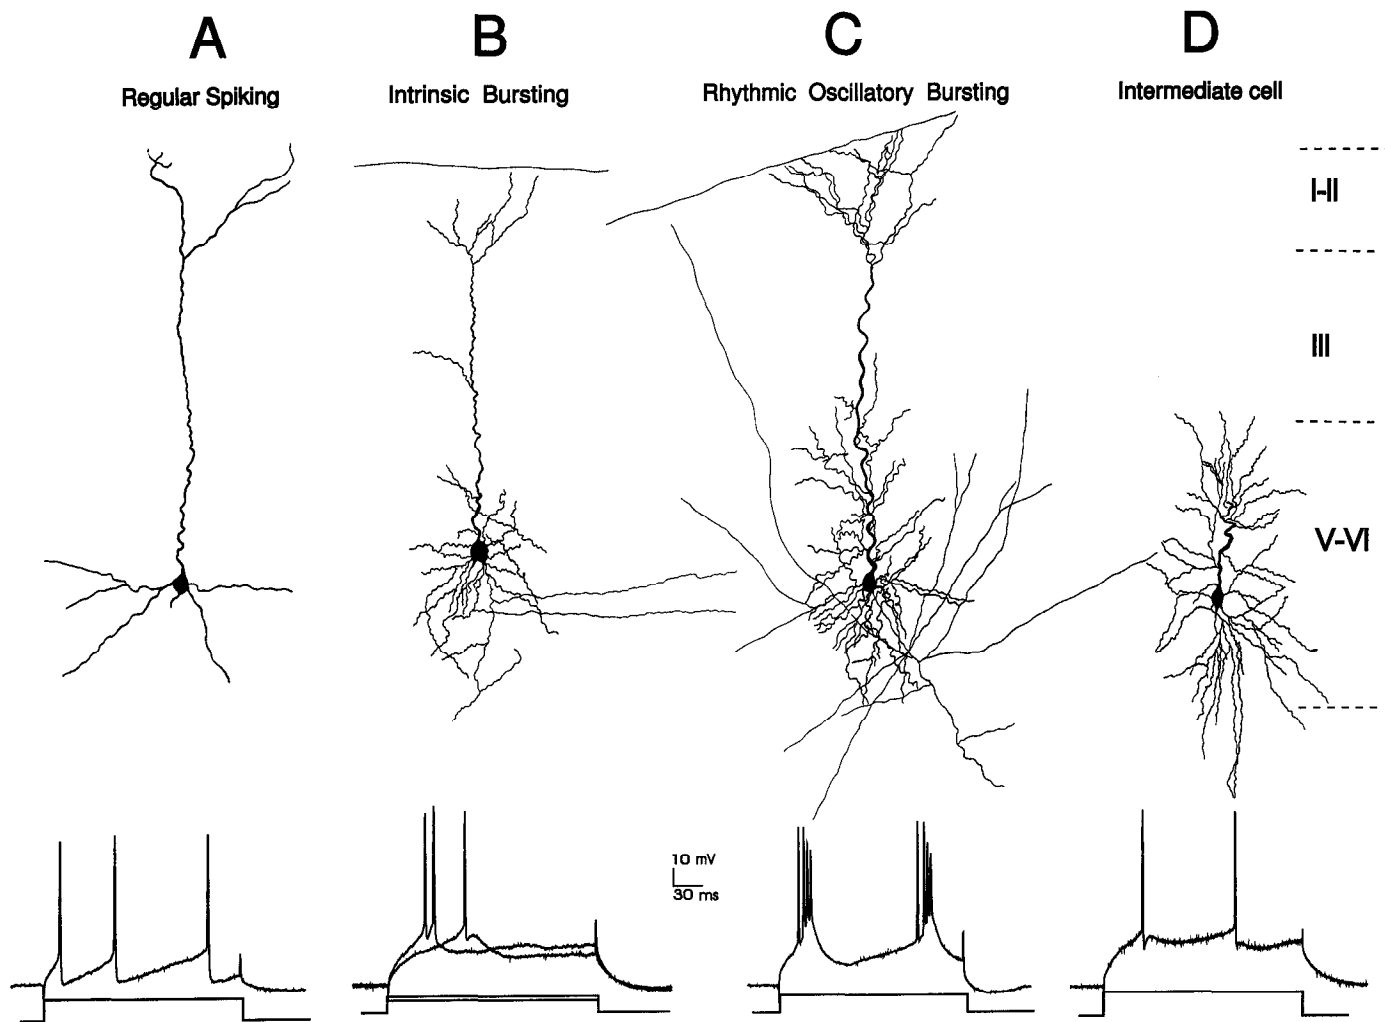 A
B
C
D
Regular Spiking
Intrinsic Bursting
Rhythmic Oscillatory Bursting
Intermediate cell
I-II
III
V-VI
10 mV
30 ms